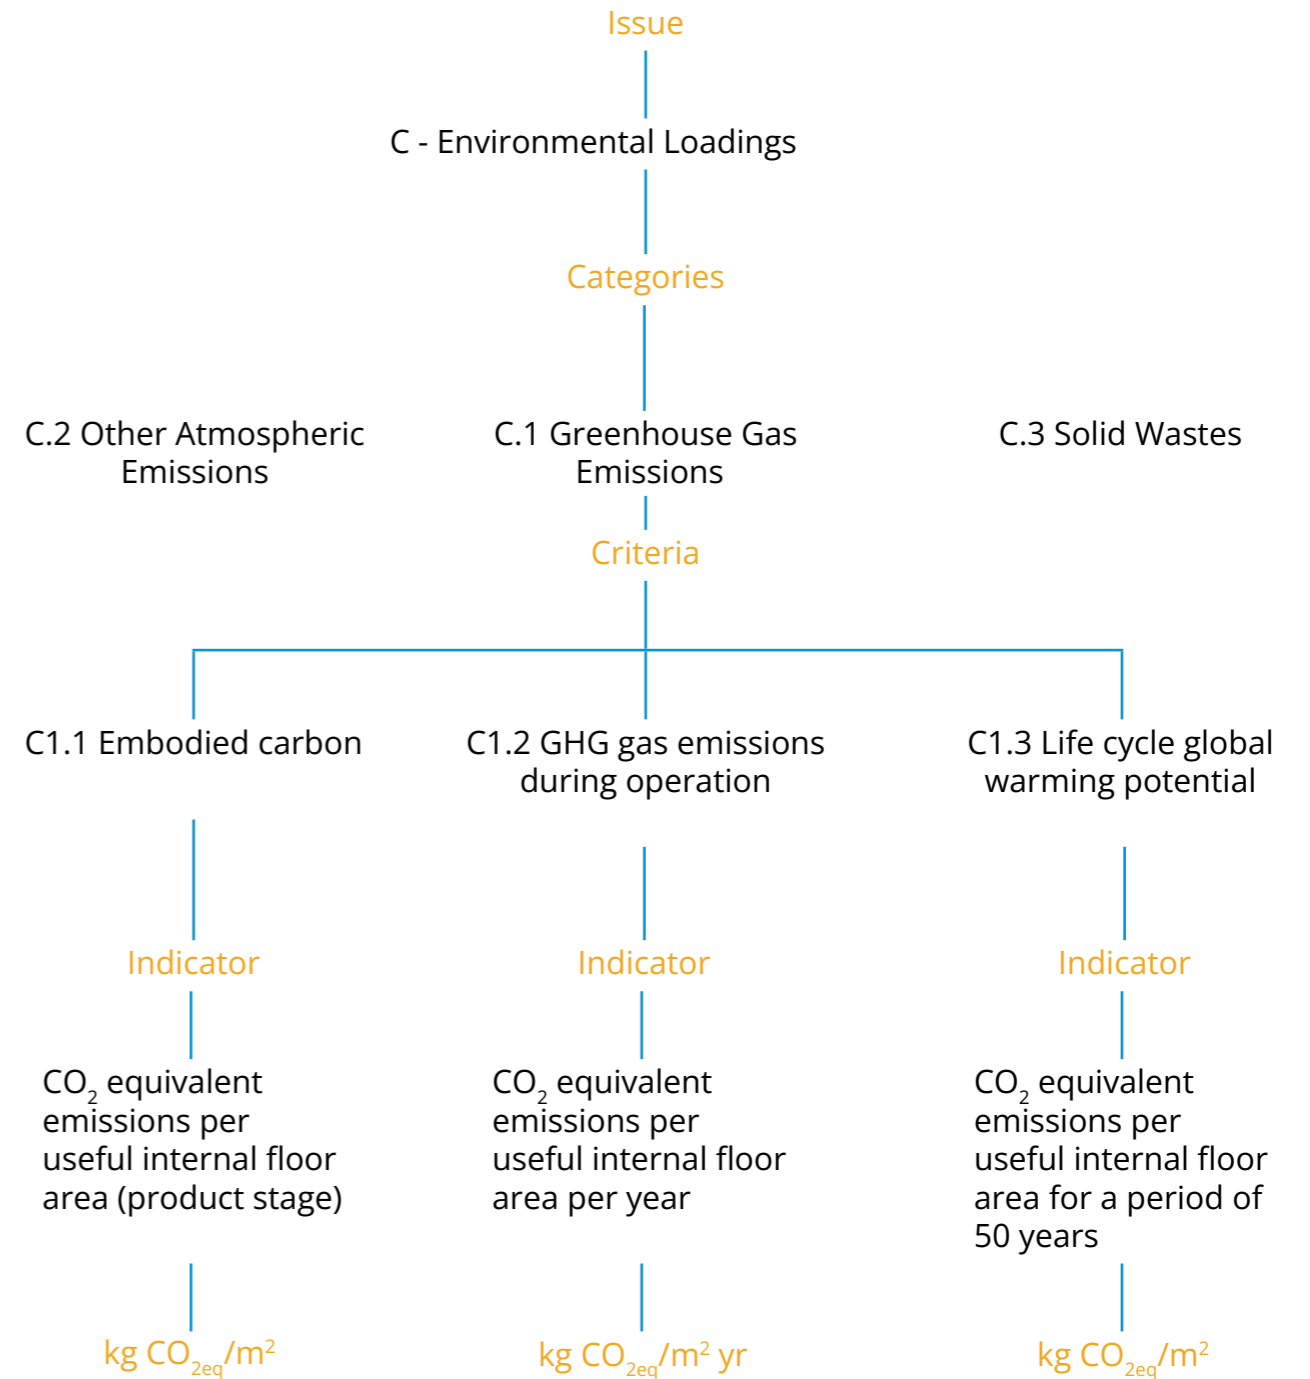 Issue
C - Environmental Loadings
Categories
C.2 Other Atmospheric
Emissions
C.1 Greenhouse Gas
Emissions
C.3 Solid Wastes
Criteria
C1.1 Embodied carbon
C1.2 GHG gas emissions
during operation
C1.3 Life cycle global
warming potential
Indicator
Indicator
Indicator
CO₂ equivalent
emissions per
useful internal floor
area (product stage)
CO₂ equivalent
emissions per
useful internal floor
area per year
CO₂ equivalent
emissions per
useful internal floor
area for a period of
50 years
kg CO2eq/m²
kg CO2eq/m² yr
kg CO2eq/m²